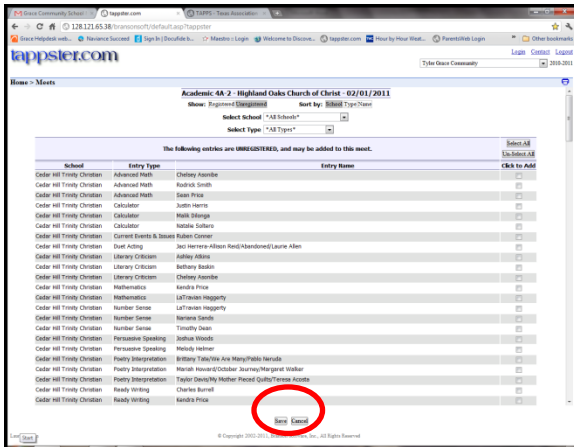 Grace Community School
tappster.com
TAPPS - Texas Association
128.121.65.38/bransonsoft/default.asp?tappster
Grace Helpdesk web... Naviance Succeed Sign In | Docufide b... Maestro :: Login Welcome to Discove... tappster.com Hour by Hour Weat... ParentsWeb Login Other bookmarks
tappster.com
Login Contact Logout
Tyler Grace Community 2010-2011
Home > Meets
Academic 4A-2 - Highland Oaks Church of Christ - 02/01/2011
Show: Registered Unregistered Sort by: School Type Name
Select School *All Schools*
Select Type *All Types*
The following entries are UNREGISTERED, and may be added to this meet.
Select All
Un-Select All
School Entry Type Entry Name Click to Add
Cedar Hill Trinity Christian Advanced Math Chelsey Asonibe
Cedar Hill Trinity Christian Advanced Math Rodrick Smith
Cedar Hill Trinity Christian Advanced Math Sean Price
Cedar Hill Trinity Christian Calculator Justin Harris
Cedar Hill Trinity Christian Calculator Malik Dilonga
Cedar Hill Trinity Christian Calculator Natalie Soltero
Cedar Hill Trinity Christian Current Events & Issues Ruben Conner
Cedar Hill Trinity Christian Duet Acting Jaci Herrera-Allison Reid/Abandoned/Laurie Allen
Cedar Hill Trinity Christian Literary Criticism Ashley Atkins
Cedar Hill Trinity Christian Literary Criticism Bethany Baskin
Cedar Hill Trinity Christian Literary Criticism Chelsey Asonibe
Cedar Hill Trinity Christian Mathematics Kendra Price
Cedar Hill Trinity Christian Mathematics LaTravian Haggerty
Cedar Hill Trinity Christian Number Sense LaTravian Haggerty
Cedar Hill Trinity Christian Number Sense Nariana Sands
Cedar Hill Trinity Christian Number Sense Timothy Dean
Cedar Hill Trinity Christian Persuasive Speaking Joshua Woods
Cedar Hill Trinity Christian Persuasive Speaking Melody Helmer
Cedar Hill Trinity Christian Poetry Interpretation Brittany Tate/We Are Many/Pablo Neruda
Cedar Hill Trinity Christian Poetry Interpretation Mariah Howard/October Journey/Margaret Walker
Cedar Hill Trinity Christian Poetry Interpretation Taylor Davis/My Mother Pieced Quilts/Teresa Acosta
Cedar Hill Trinity Christian Ready Writing Charles Burrell
Cedar Hill Trinity Christian Ready Writing Kendra Price
Save Cancel
Start
© Copyright 2002-2011, Inc., All Rights Reserved